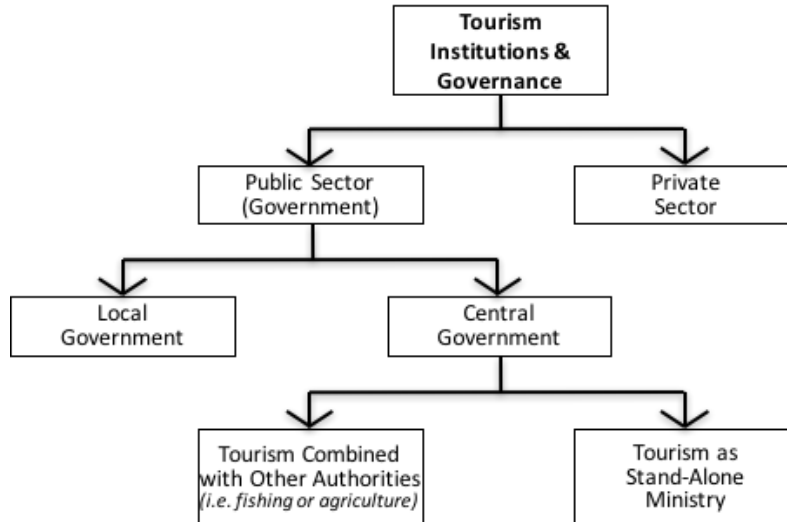 Tourism
Institutions &
Governance
Public Sector
(Government)
Private
Sector
Local
Government
Central
Government
Tourism Combined
with Other Authorities
(i.e. fishing or agriculture)
Tourism as
Stand-Alone
Ministry